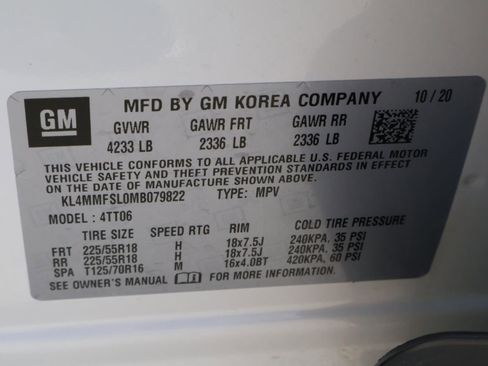 GM
MFD BY GM KOREA COMPANY 10/20
GVWR GAWR FRT GAWR RR
4233 LB 2336 LB 2336 LB
THIS VEHICLE CONFORMS TO ALL APPLICABLE U.S. FEDERAL MOTOR
VEHICLE SAFETY AND THEFT PREVENTION STANDARDS IN EFFECT
ON THE DATE OF MANUFACTURE SHOWN ABOVE.
KL4MMFSL0MB079822 TYPE: MPV
MODEL : 4TT06
TIRE SIZE SPEED RTG RIM COLD TIRE PRESSURE
FRT 225/55R18 H 18x7.5J 240KPA, 35 PSI
RR 225/55R18 H 18x7.5J 240KPA, 35 PSI
SPA T125/70R16 M 16x4.0BT 420KPA, 60 PSI
SEE OWNER'S MANUAL FOR MORE INFORMATION.